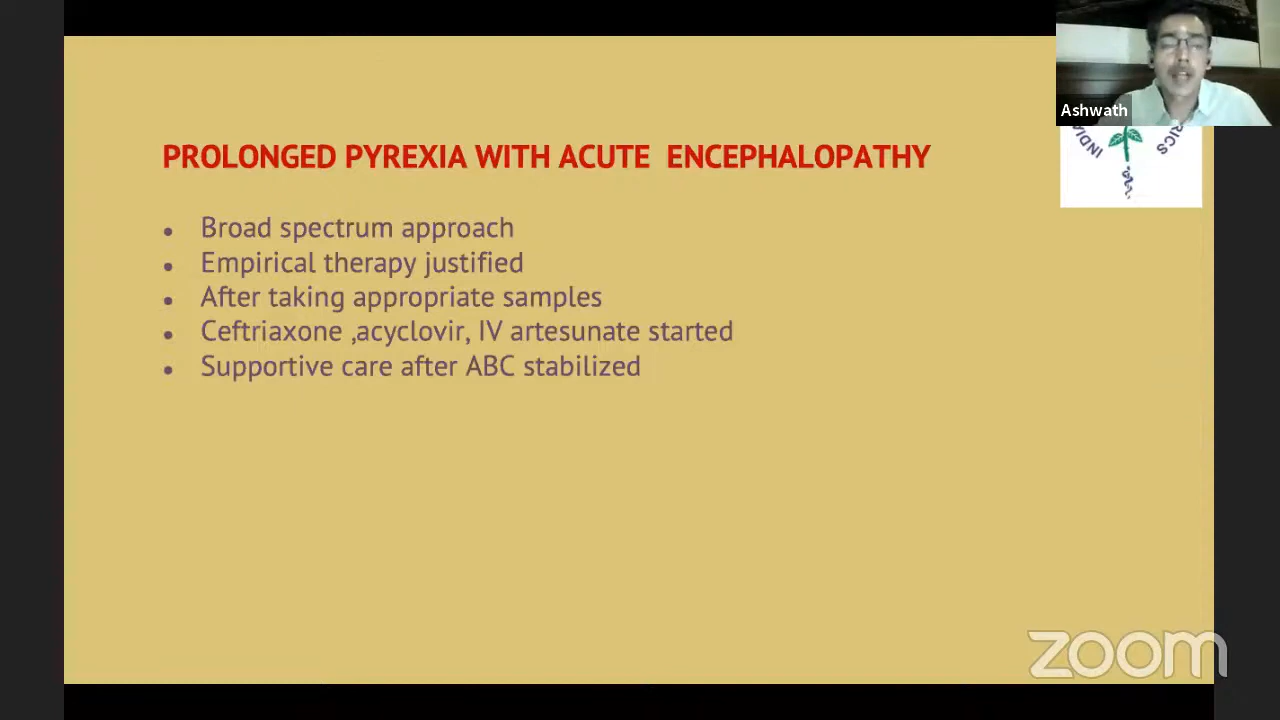 Ashwath
PROLONGED PYREXIA WITH ACUTE ENCEPHALOPATHY
Broad spectrum approach
Empirical therapy justified
After taking appropriate samples
Ceftriaxone ,acyclovir, IV artesunate started
Supportive care after ABC stabilized
zoom